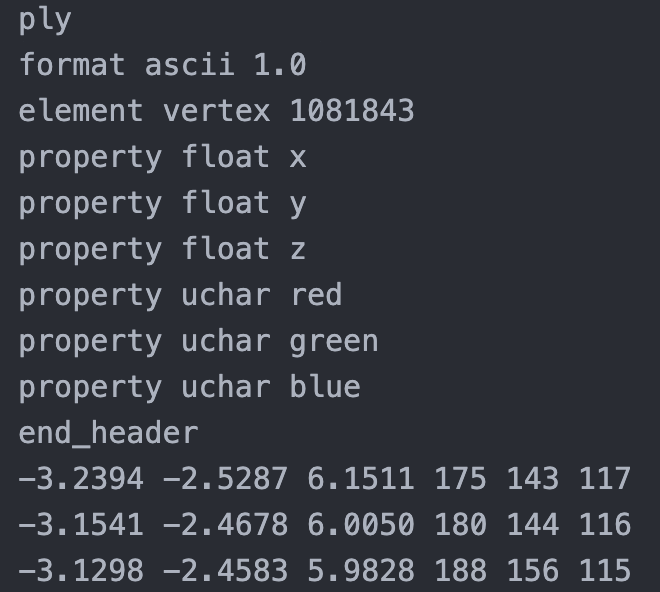 ply
format ascii 1.0
element vertex 1081843
property float x
property float y
property float z
property uchar red
property uchar green
property uchar blue
end_header
-3.2394 -2.5287 6.1511 175 143 117
-3.1541 -2.4678 6.0050 180 144 116
-3.1298 -2.4583 5.9828 188 156 115